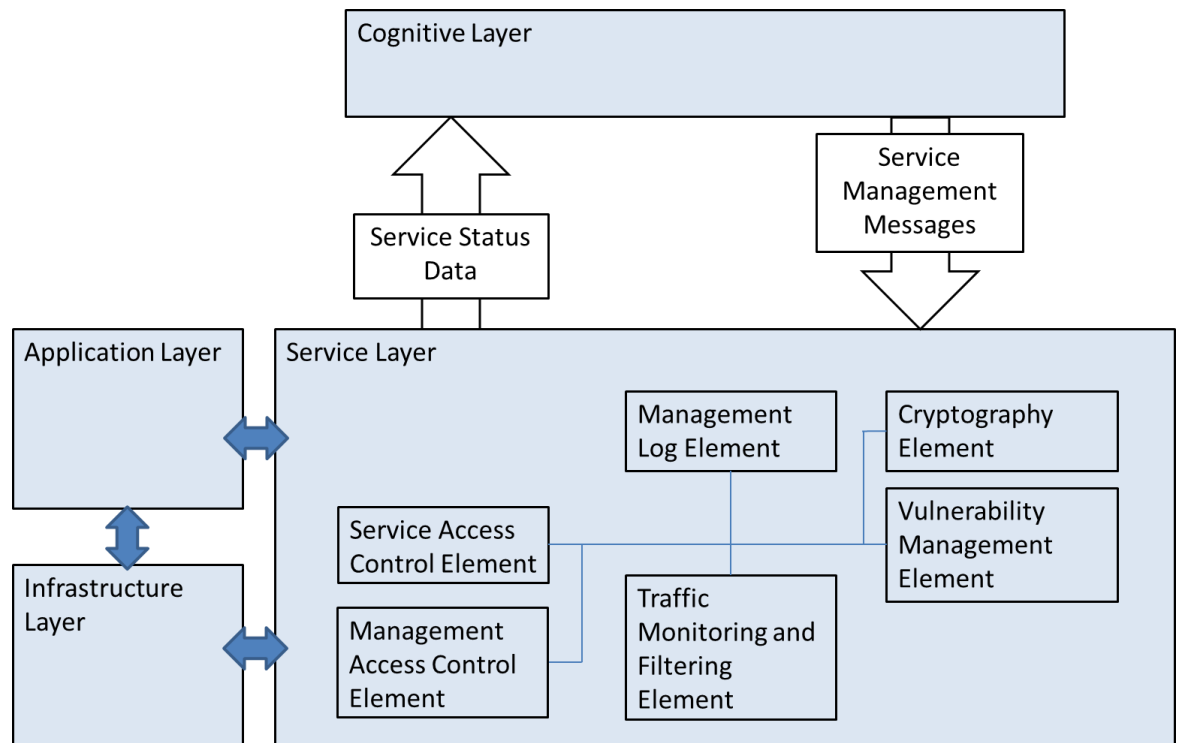 Cognitive Layer
Service
Management
Messages
Service Status
Data
Application Layer
Service Layer
Management
Log Element
Cryptography
Element
Service Access
Control Element
Vulnerability
Management
Element
Infrastructure
Layer
Management
Access Control
Element
Traffic
Monitoring and
Filtering
Element